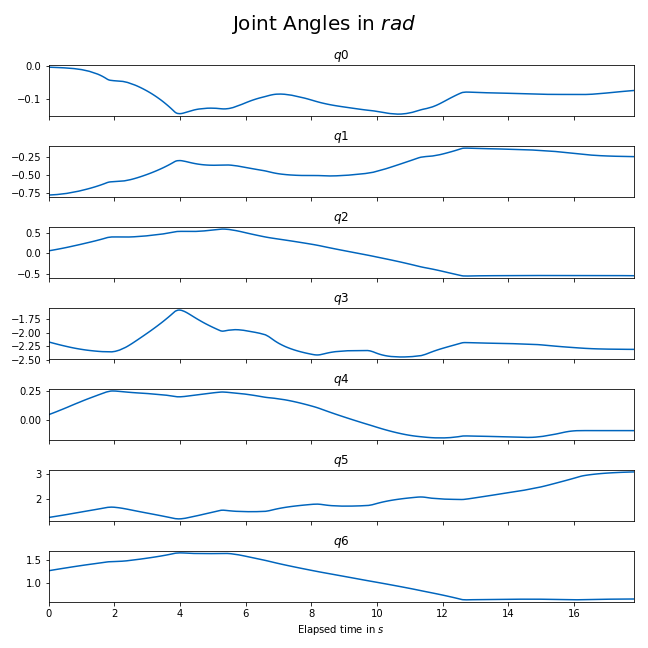 Joint Angles in rad
q0
0.0
−0.1
q1
−0.25
−0.50
−0.75
q2
0.5
0.0
−0.5
q3
−1.75
−2.00
−2.25
−2.50
q4
0.25
0.00
q5
3
2
q6
1.5
1.0
0 2 4 6 8 10 12 14 16
Elapsed time in s